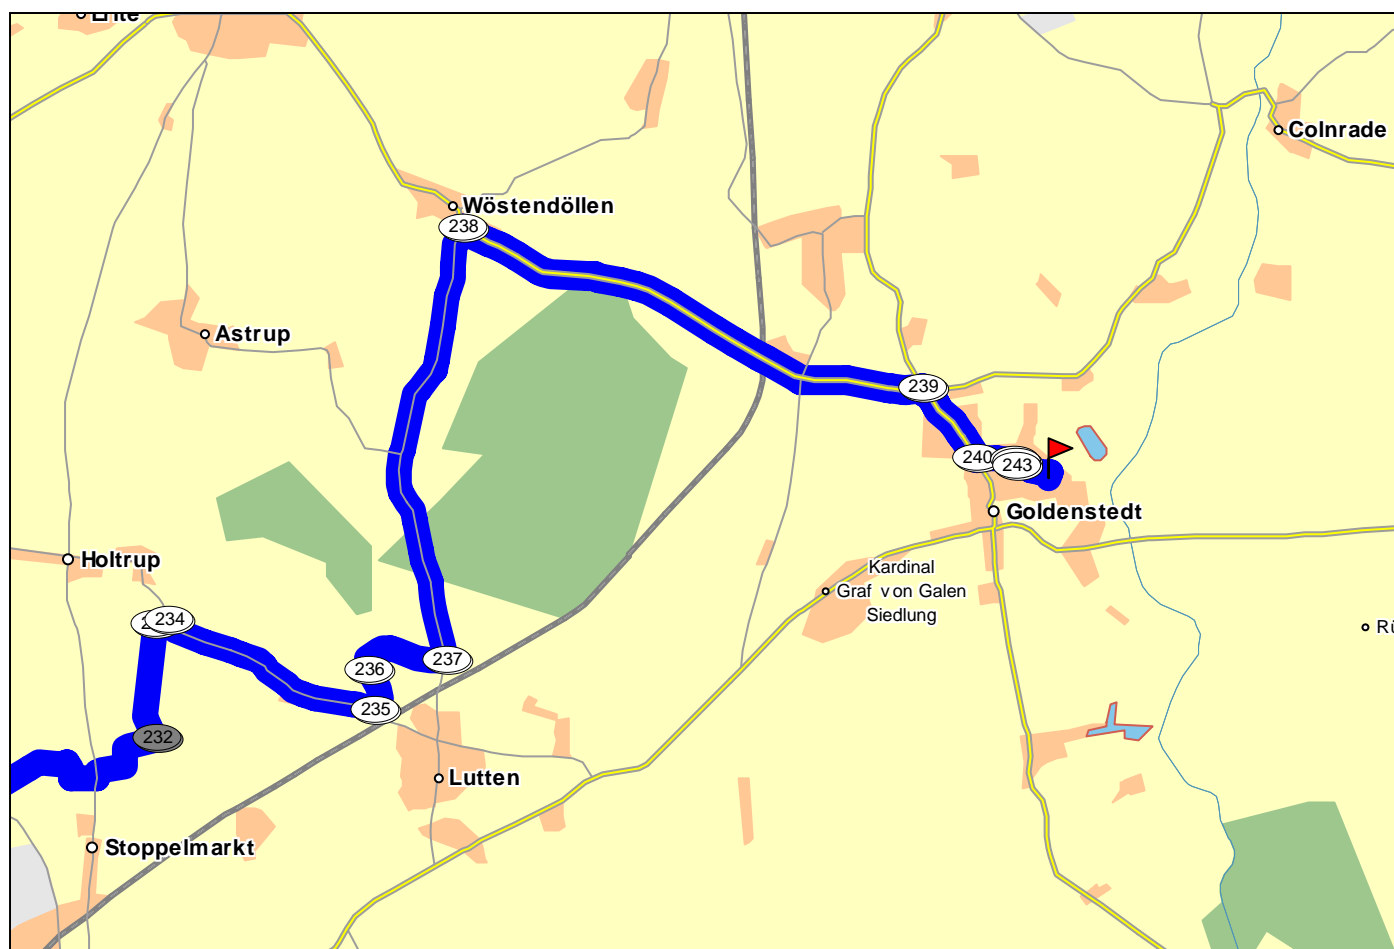 Colnrade
Wöstendöllen
238
Astrup
239
240
243
Goldenstedt
Holtrup
Kardinal
Graf von Galen
Siedlung
234
237
236
235
232
Lutten
Stoppelmarkt